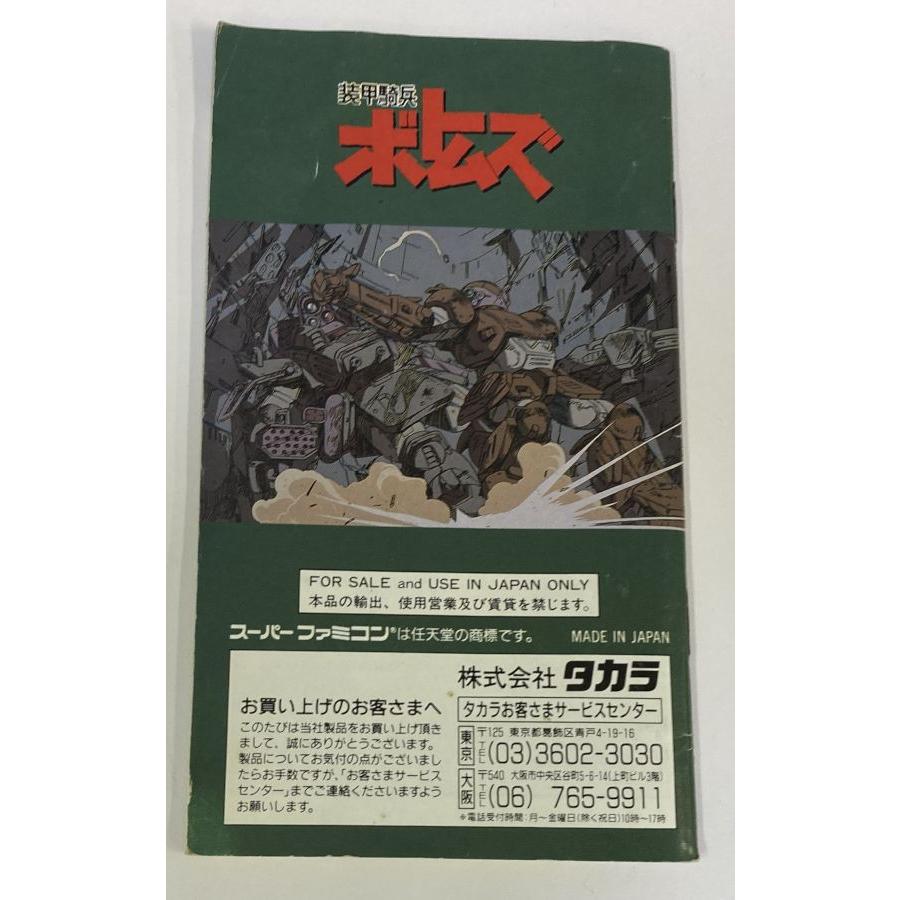 装甲騎兵
ボトムズ
FOR SALE and USE IN JAPAN ONLY
本品の輸出、使用営業及び賃貸を禁じます。
スーパーファミコン®は任天堂の商標です。 MADE IN JAPAN
お買い上げのお客さまへ
このたびは当社製品をお買い上げ頂き
まして、誠にありがとうございます。
製品についてお気付の点がございまし
たらお手数ですが、「お客さまサービス
センター」までご連絡くださいますよう
お願いします。
株式会社 タカラ
タカラお客さまサービスセンター
東京 〒125 東京都葛飾区青戸4-19-16
TEL (03)3602-3030
大阪 〒540 大阪市中央区谷町5-6-14(上町ビル3階)
TEL (06) 765-9911
*電話受付時間:月〜金曜日(除く祝日)10時〜17時